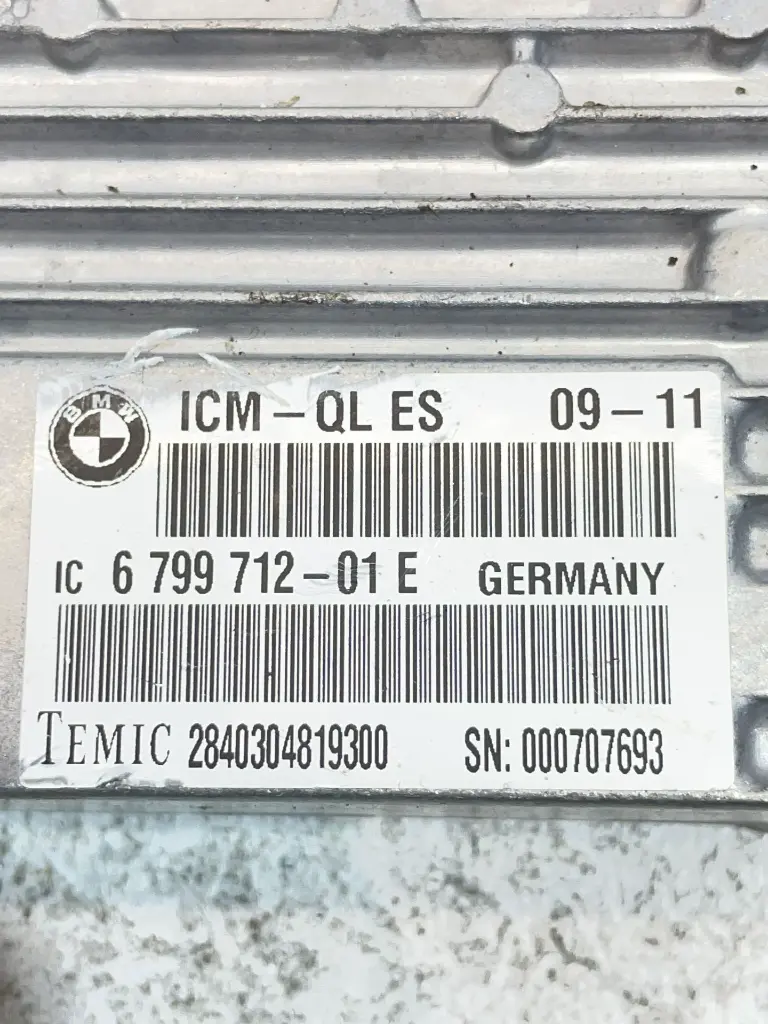 BMW
ICM-QL ES 09-11
IC 6 799 712-01 E GERMANY
TEMIC 2840304819300 SN: 000707693